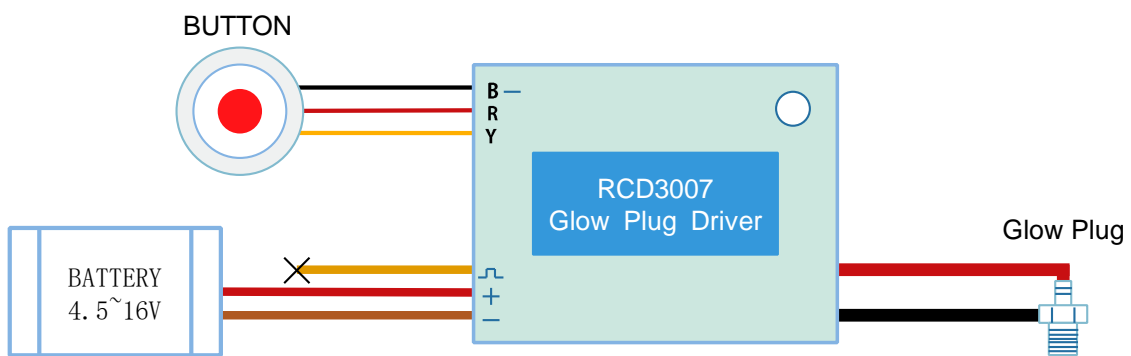 BUTTON
B −
R
Y
RCD3007
Glow Plug Driver
Glow Plug
BATTERY
4.5~16V
+
−